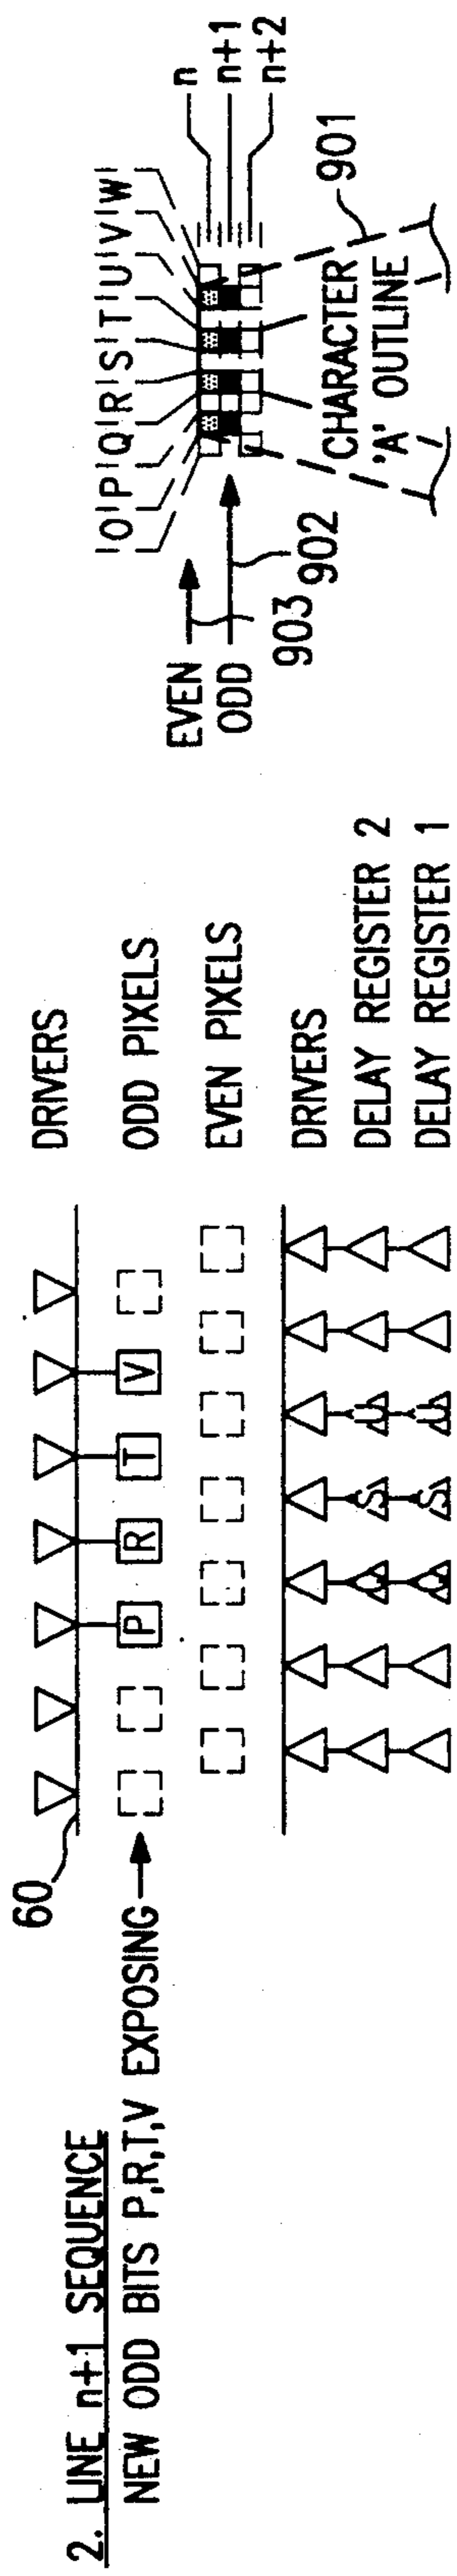 2. LINE n+1 SEQUENCE
NEW ODD BITS P,R,T,V EXPOSING
60
DRIVERS
P R T V
ODD PIXELS
EVEN PIXELS
DRIVERS
Q S U
DELAY REGISTER 2
Q S U
DELAY REGISTER 1
|O|P|Q|R|S|T|U|V|W|
EVEN
ODD
903
902
n
n+1
n+2
CHARACTER
'A' OUTLINE
901